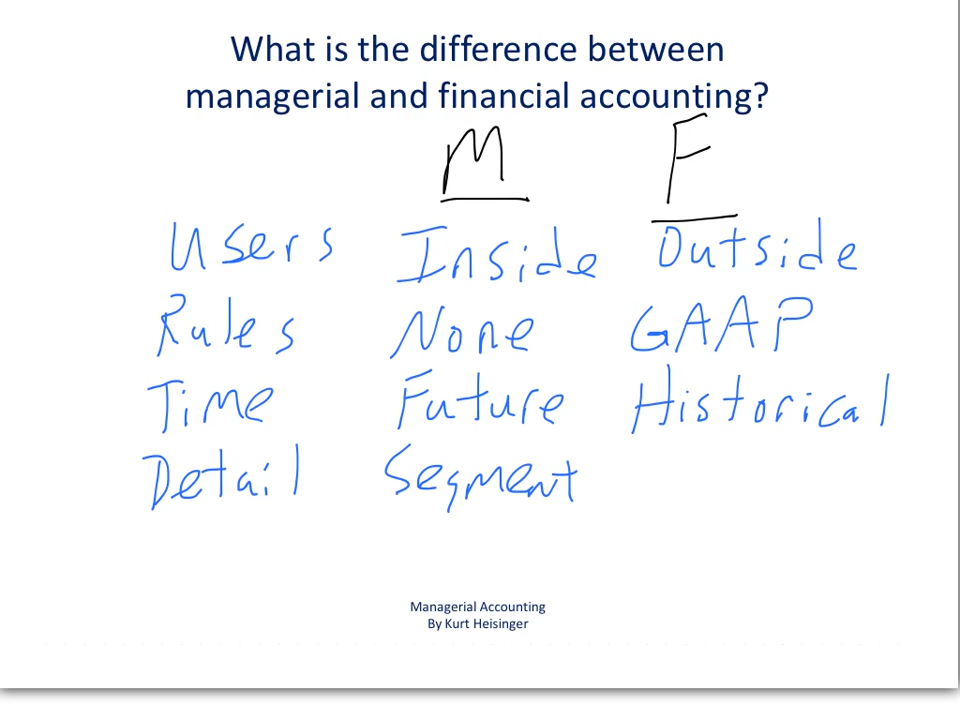 What is the difference between
managerial and financial accounting?
M F
Users Inside Outside
Rules None GAAP
Time Future Historical
Detail Segment
Managerial Accounting
By Kurt Heisinger